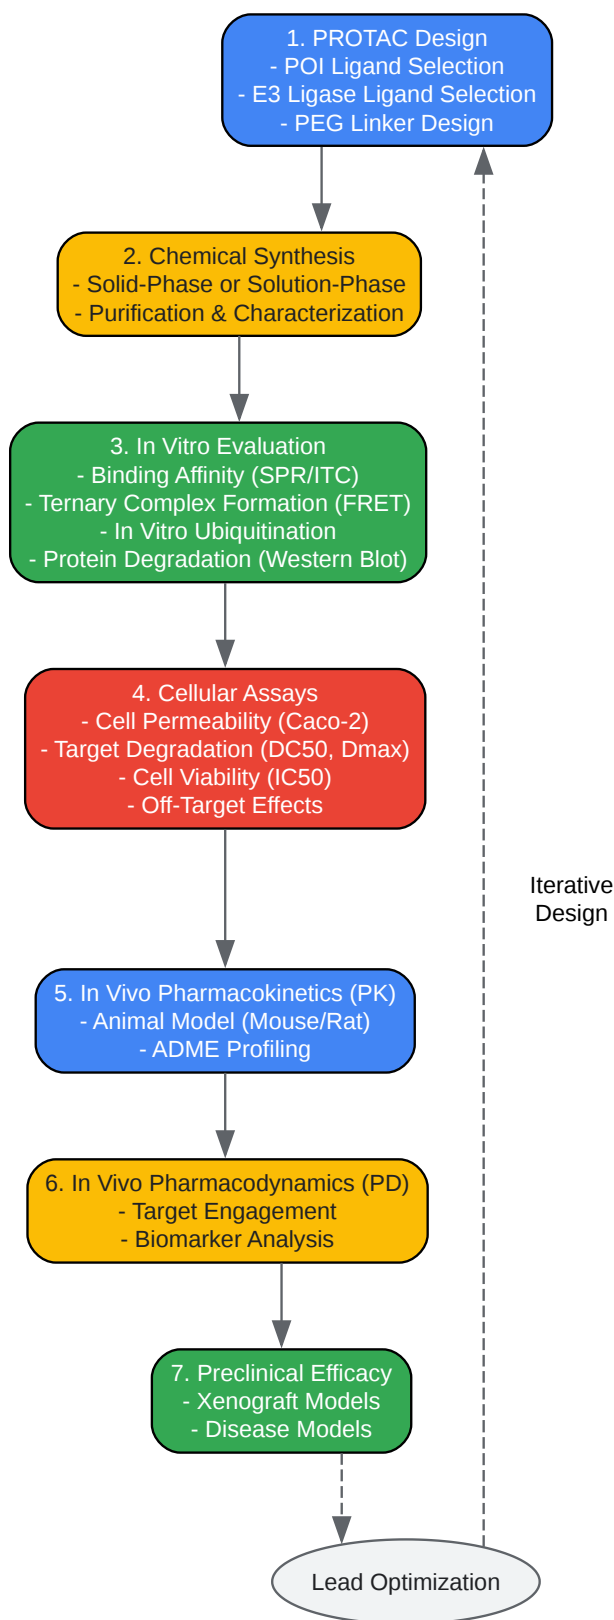 1. PROTAC Design
- POI Ligand Selection
- E3 Ligase Ligand Selection
- PEG Linker Design
2. Chemical Synthesis
- Solid-Phase or Solution-Phase
- Purification & Characterization
3. In Vitro Evaluation
- Binding Affinity (SPR/ITC)
- Ternary Complex Formation (FRET)
- In Vitro Ubiquitination
- Protein Degradation (Western Blot)
4. Cellular Assays
- Cell Permeability (Caco-2)
- Target Degradation (DC50, Dmax)
- Cell Viability (IC50)
- Off-Target Effects
Iterative
Design
5. In Vivo Pharmacokinetics (PK)
- Animal Model (Mouse/Rat)
- ADME Profiling
6. In Vivo Pharmacodynamics (PD)
- Target Engagement
- Biomarker Analysis
7. Preclinical Efficacy
- Xenograft Models
- Disease Models
Lead Optimization